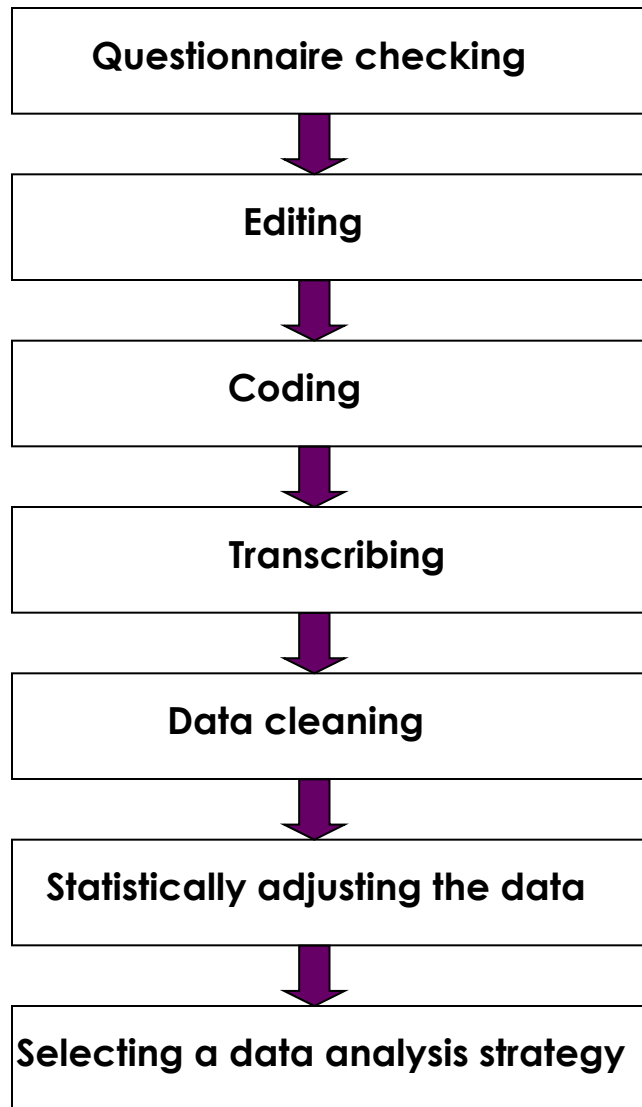 Questionnaire checking
Editing
Coding
Transcribing
Data cleaning
Statistically adjusting the data
Selecting a data analysis strategy